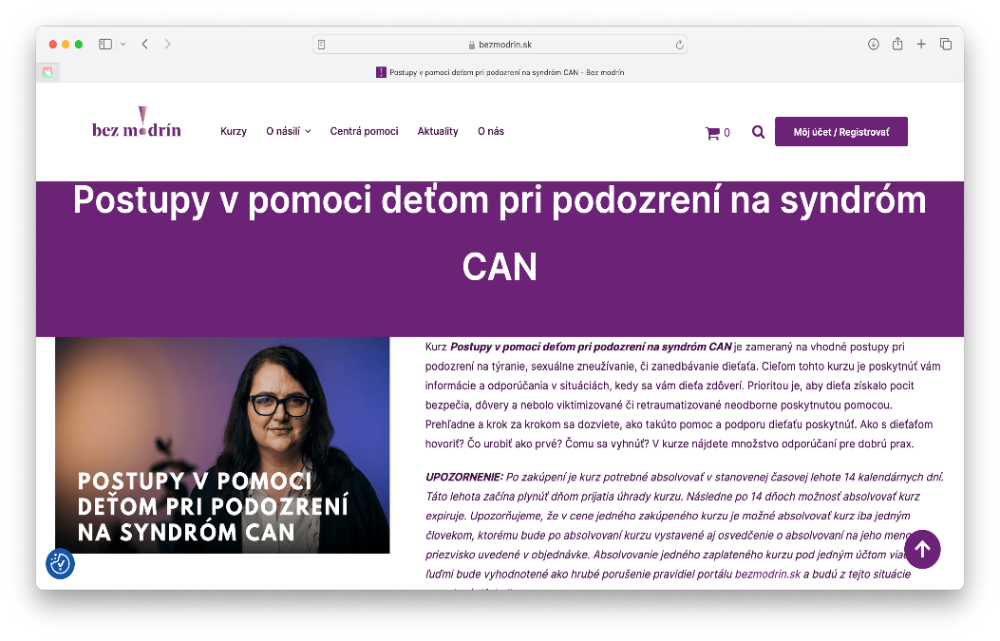 bezmodrin.sk
Postupy v pomoci deťom pri podozrení na syndróm CAN - Bez modrín
bez modrín
Kurzy
O násilí
Centrá pomoci
Aktuality
O nás
0
Môj účet / Registrovať
Postupy v pomoci deťom pri podozrení na syndróm
CAN
POSTUPY V POMOCI
DEŤOM PRI PODOZRENÍ
NA SYNDRÓM CAN
Kurz Postupy v pomoci deťom pri podozrení na syndróm CAN je zameraný na vhodné postupy pri
podozrení na týranie, sexuálne zneužívanie, či zanedbávanie dieťaťa. Cieľom tohto kurzu je poskytnúť vám
informácie a odporúčania v situáciách, kedy sa vám dieťa zdôverí. Prioritou je, aby dieťa získalo pocit
bezpečia, dôvery a nebolo viktimizované či retraumatizované neodborne poskytnutou pomocou.
Prehľadne a krok za krokom sa dozviete, ako takúto pomoc a podporu dieťaťu poskytnúť. Ako s dieťaťom
hovoriť? Čo urobiť ako prvé? Čomu sa vyhnúť? V kurze nájdete množstvo odporúčaní pre dobrú prax.
UPOZORNENIE: Po zakúpení je kurz potrebné absolvovať v stanovenej časovej lehote 14 kalendárnych dní.
Táto lehota začína plynúť dňom prijatia úhrady kurzu. Následne po 14 dňoch možnosť absolvovať kurz
expiruje. Upozorňujeme, že v cene jedného zakúpeného kurzu je možné absolvovať kurz iba jedným
človekom, ktorému bude po absolvovaní kurzu vystavené aj osvedčenie o absolvovaní na jeho meno
priezvisko uvedené v objednávke. Absolvovanie jedného zaplateného kurzu pod jedným účtom
ľuďmi bude vyhodnotené ako hrubé porušenie pravidiel portálu bezmodrin.sk a budú z tejto situácie